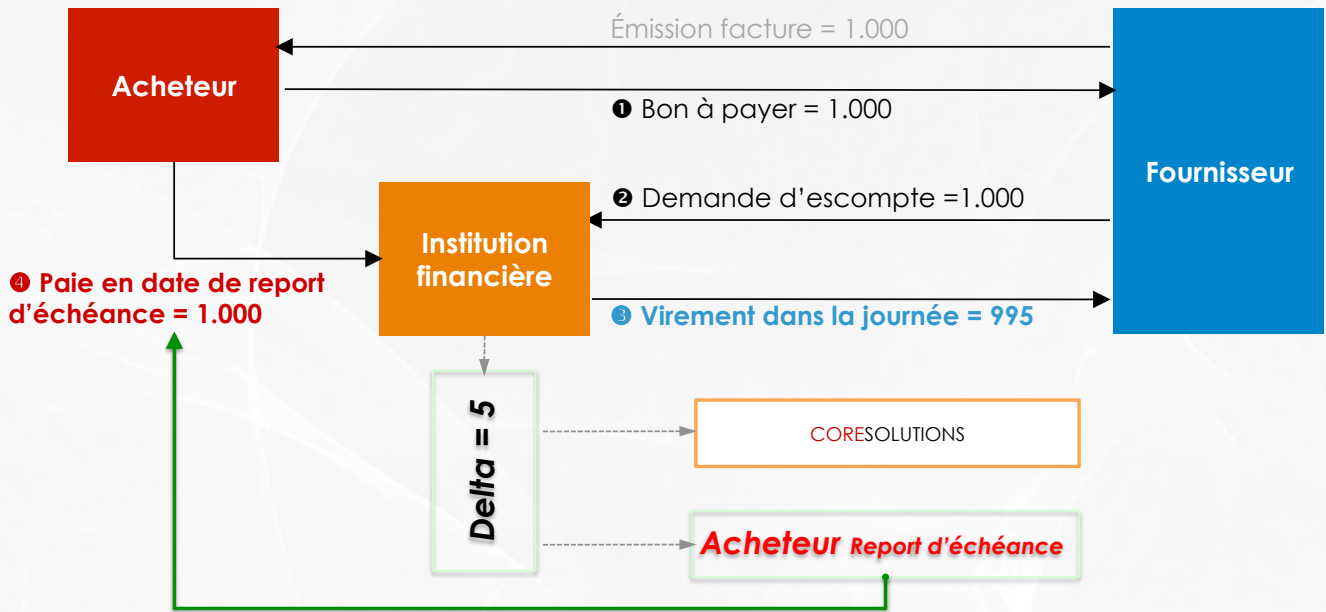 Émission facture = 1.000
Acheteur
❶ Bon à payer = 1.000
Fournisseur
❷ Demande d'escompte =1.000
Institution
financière
❹ Paie en date de report
d'échéance = 1.000
❸ Virement dans la journée = 995
Delta = 5
CORESOLUTIONS
Acheteur Report d'échéance